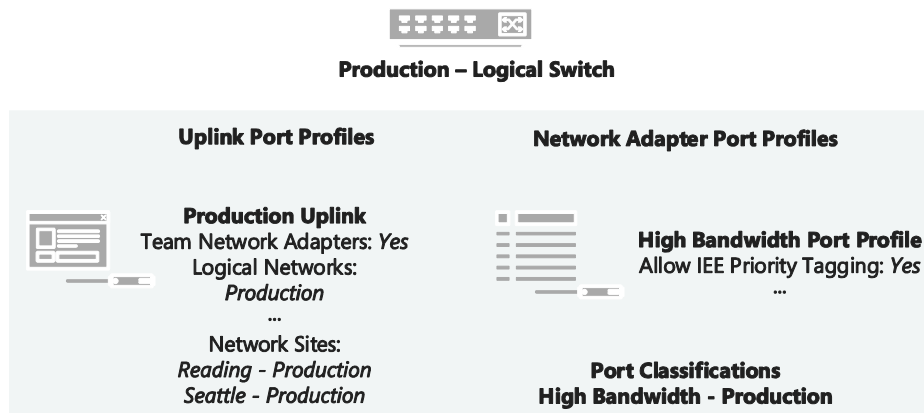 Production – Logical Switch
Uplink Port Profiles
Production Uplink
Team Network Adapters: Yes
Logical Networks:
Production
...
Network Sites:
Reading - Production
Seattle - Production
Network Adapter Port Profiles
High Bandwidth Port Profile
Allow IEE Priority Tagging: Yes
...
Port Classifications
High Bandwidth - Production